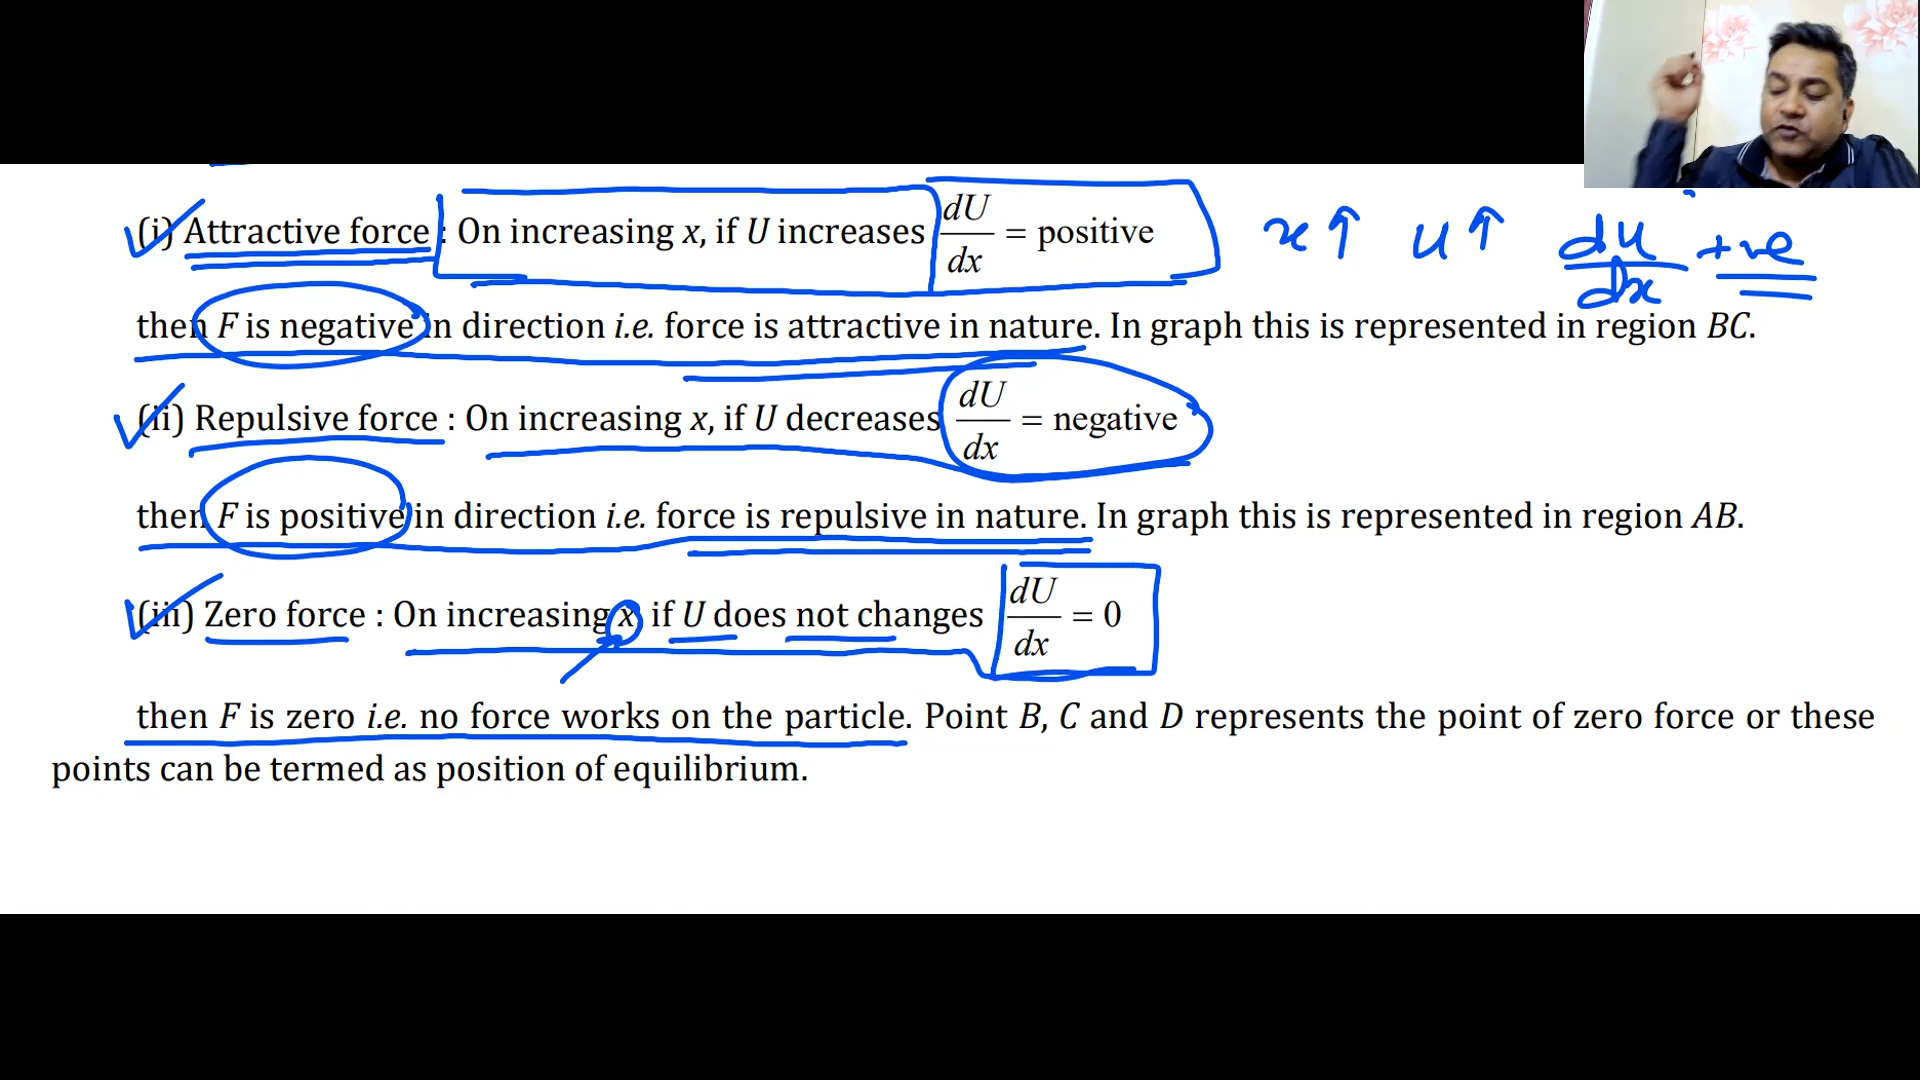 (i) Attractive force : On increasing x, if U increases dU/dx = positive x↑ u↑ du/dx +ve
then F is negative in direction i.e. force is attractive in nature. In graph this is represented in region BC.
(ii) Repulsive force : On increasing x, if U decreases dU/dx = negative
then F is positive in direction i.e. force is repulsive in nature. In graph this is represented in region AB.
(iii) Zero force : On increasing x, if U does not changes dU/dx = 0
then F is zero i.e. no force works on the particle. Point B, C and D represents the point of zero force or these
points can be termed as position of equilibrium.